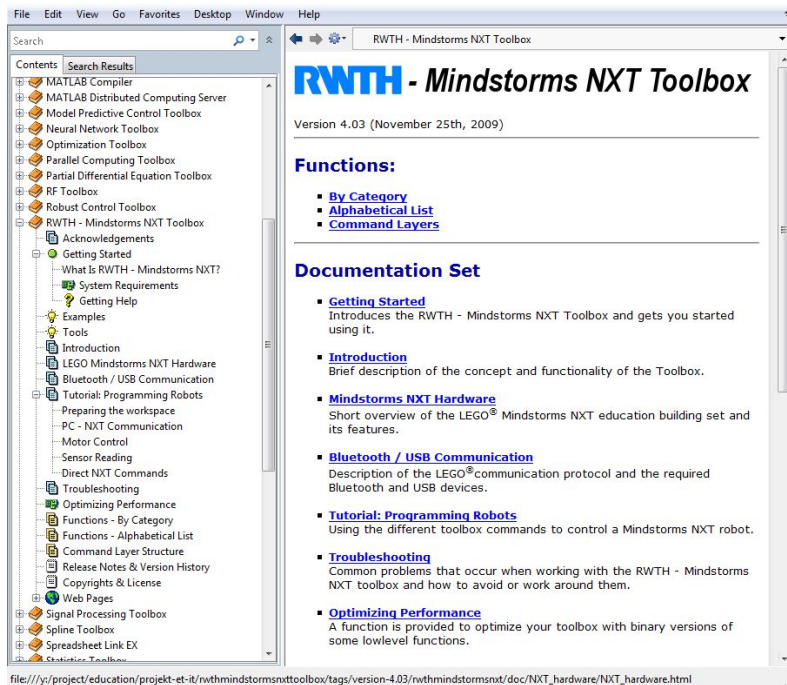 File Edit View Go Favorites Desktop Window Help
Search
RWTH - Mindstorms NXT Toolbox
Contents Search Results
MATLAB Compiler
MATLAB Distributed Computing Server
Model Predictive Control Toolbox
Neural Network Toolbox
Optimization Toolbox
Parallel Computing Toolbox
Partial Differential Equation Toolbox
RF Toolbox
Robust Control Toolbox
RWTH - Mindstorms NXT Toolbox
Acknowledgements
Getting Started
What Is RWTH - Mindstorms NXT?
System Requirements
Getting Help
Examples
Tools
Introduction
LEGO Mindstorms NXT Hardware
Bluetooth / USB Communication
Tutorial: Programming Robots
Preparing the workspace
PC - NXT Communication
Motor Control
Sensor Reading
Direct NXT Commands
Troubleshooting
Optimizing Performance
Functions - By Category
Functions - Alphabetical List
Command Layer Structure
Release Notes & Version History
Copyrights & License
Web Pages
Signal Processing Toolbox
Spline Toolbox
Spreadsheet Link EX
Statistics Toolbox
RWTH - Mindstorms NXT Toolbox
Version 4.03 (November 25th, 2009)
Functions:
By Category
Alphabetical List
Command Layers
Documentation Set
Getting Started
Introduces the RWTH - Mindstorms NXT Toolbox and gets you started
using it.
Introduction
Brief description of the concept and functionality of the Toolbox.
Mindstorms NXT Hardware
Short overview of the LEGO® Mindstorms NXT education building set and
its features.
Bluetooth / USB Communication
Description of the LEGO®communication protocol and the required
Bluetooth and USB devices.
Tutorial: Programming Robots
Using the different toolbox commands to control a Mindstorms NXT robot.
Troubleshooting
Common problems that occur when working with the RWTH - Mindstorms
NXT toolbox and how to avoid or work around them.
Optimizing Performance
A function is provided to optimize your toolbox with binary versions of
some lowlevel functions.
file:///y:/project/education/projekt-et-it/rwthmindstormsnxttoolbox/tags/version-4.03/rwthmindstormsnxt/doc/NXT_hardware/NXT_hardware.html